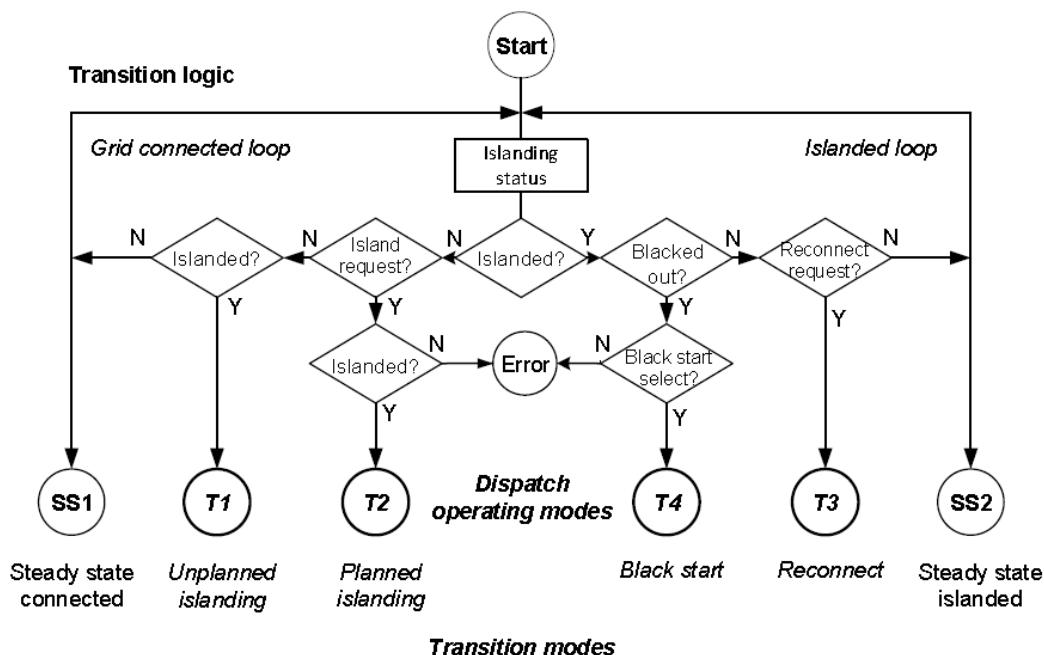 Start
Transition logic
Grid connected loop
Islanded loop
Islanding
status
N
Islanded?
Y
N
Island
request?
Y
N
Islanded?
Y
Blacked
out?
Y
N
Reconnect
request?
Y
N
Islanded?
N
Y
Error
N
Black start
select?
Y
SS1
T1
T2
Dispatch
operating modes
T4
T3
SS2
Steady state
connected
Unplanned
islanding
Planned
islanding
Black start
Reconnect
Steady state
islanded
Transition modes